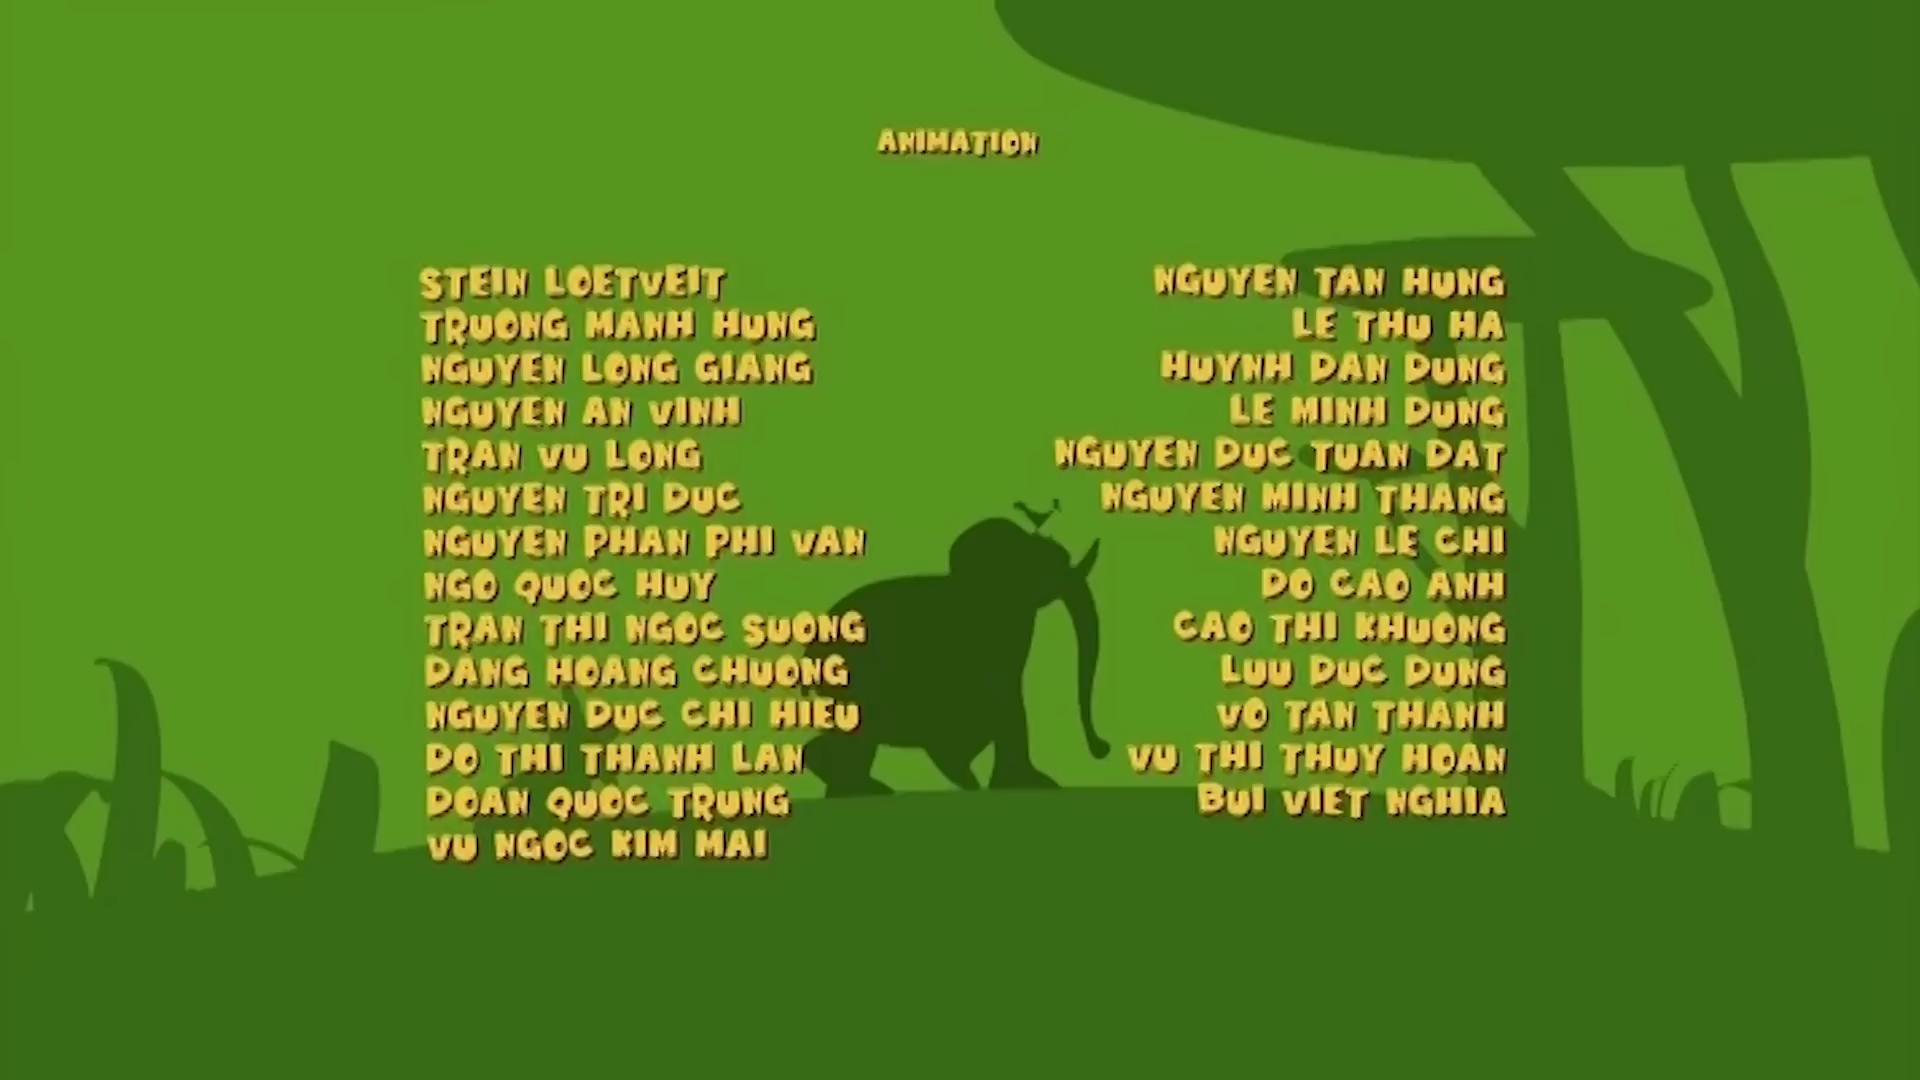 ANIMATION
STEIN LOETVEIT
TRUONG MANH HUNG
NGUYEN LONG GIANG
NGUYEN AN VINH
TRAN VU LONG
NGUYEN TRI DUC
NGUYEN PHAN PHI VAN
NGO QUOC HUY
TRAN THI NGOC SUONG
DANG HOANG CHUONG
NGUYEN DUC CHI HIEU
DO THI THANH LAN
DOAN QUOC TRUNG
VU NGOC KIM MAI
NGUYEN TAN HUNG
LE THU HA
HUYNH DAN DUNG
LE MINH DUNG
NGUYEN DUC TUAN DAT
NGUYEN MINH THANG
NGUYEN LE CHI
DO CAO ANH
CAO THI KHUONG
LUU DUC DUNG
VO TAN THANH
VU THI THUY HOAN
BUI VIET NGHIA